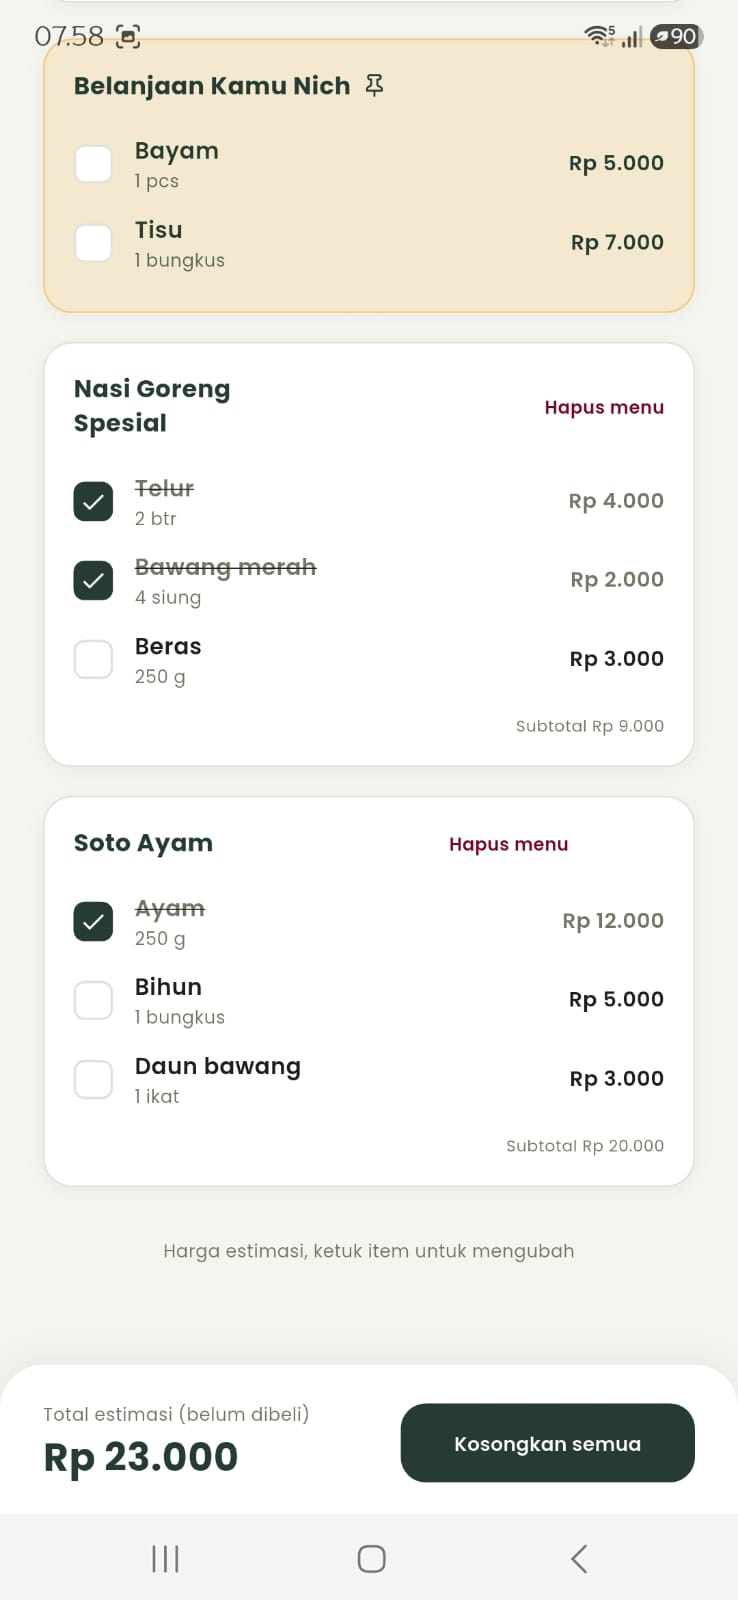 07.58
5
90
Belanjaan Kamu Nich
Bayam
1 pcs
Rp 5.000
Tisu
1 bungkus
Rp 7.000
Nasi Goreng
Spesial
Hapus menu
Telur
2 btr
Rp 4.000
Bawang merah
4 siung
Rp 2.000
Beras
250 g
Rp 3.000
Subtotal Rp 9.000
Soto Ayam
Hapus menu
Ayam
250 g
Rp 12.000
Bihun
1 bungkus
Rp 5.000
Daun bawang
1 ikat
Rp 3.000
Subtotal Rp 20.000
Harga estimasi, ketuk item untuk mengubah
Total estimasi (belum dibeli)
Rp 23.000
Kosongkan semua